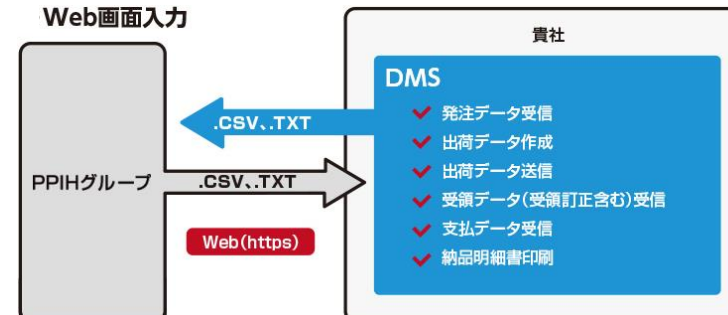 Web画面入力
貴社
DMS
発注データ受信
.CSV、.TXT
出荷データ作成
出荷データ送信
PPIHグループ
.CSV、.TXT
受領データ(受領訂正含む)受信
支払データ受信
Web(https)
納品明細書印刷